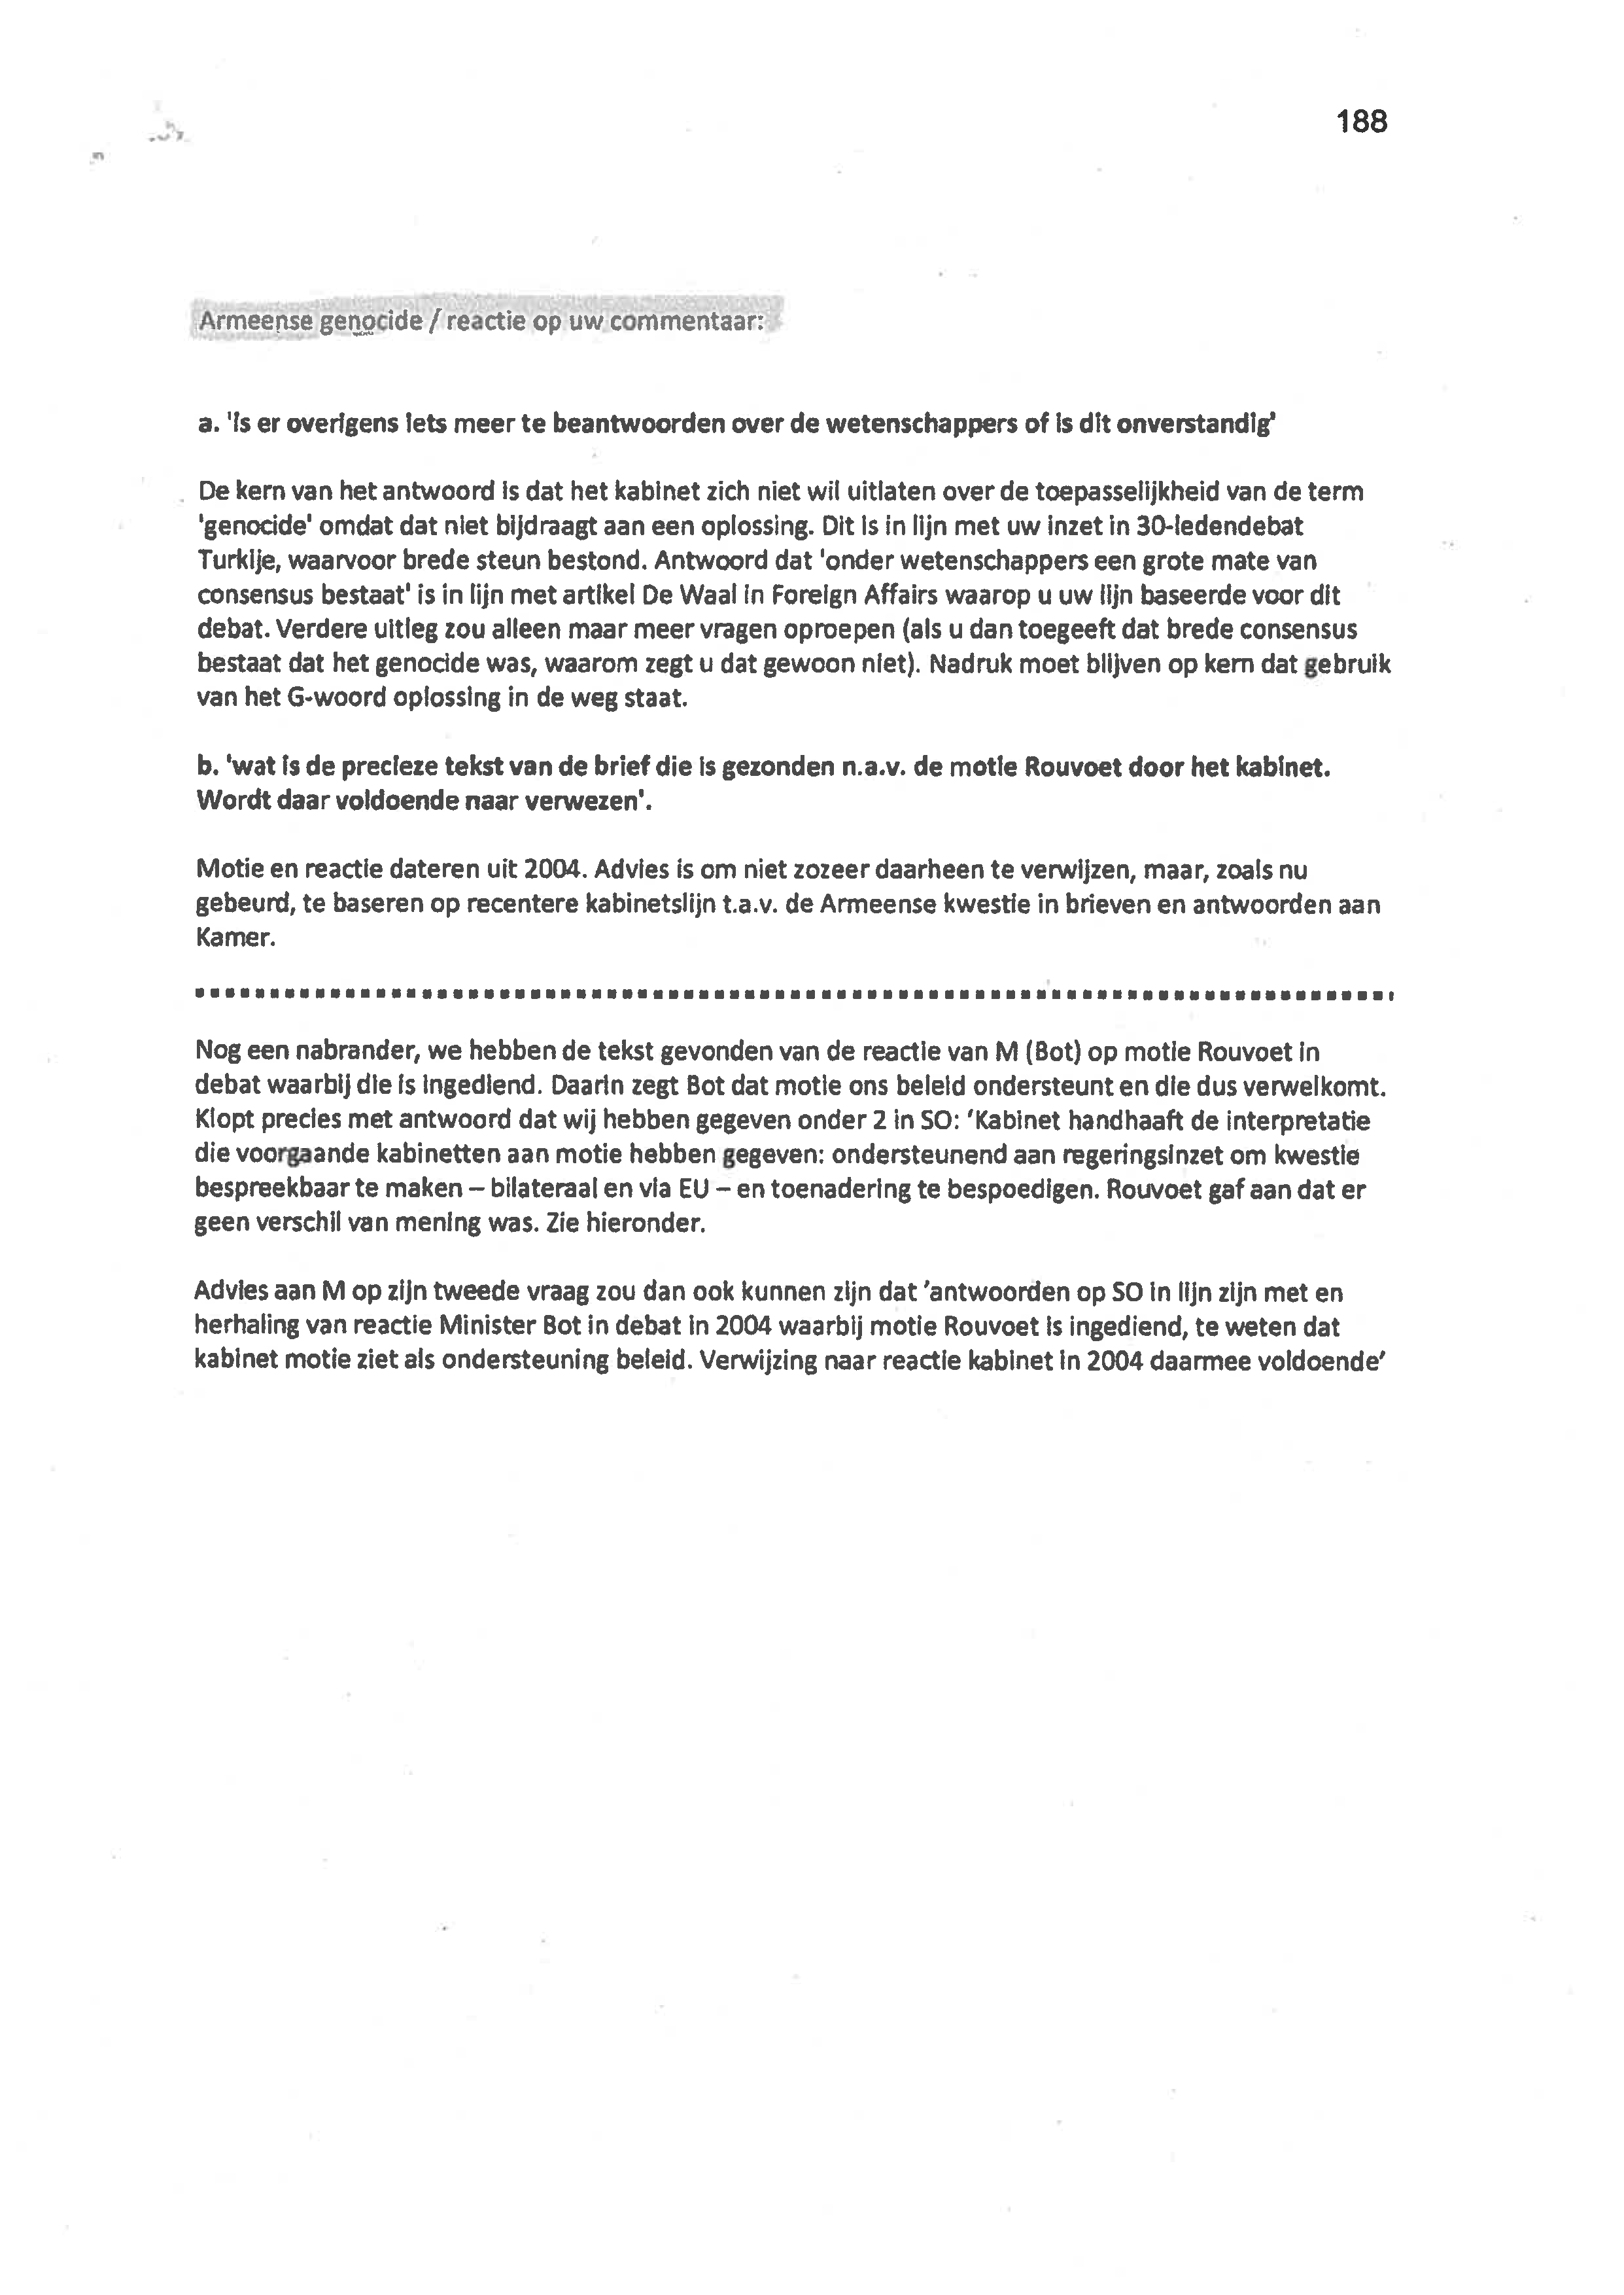 188
Armeense genocide / reactie op uw commentaar:
a. 'Is er overigens iets meer te beantwoorden over de wetenschappers of is dit onverstandig'
De kern van het antwoord is dat het kabinet zich niet wil uitlaten over de toepasselijkheid van de term
'genocide' omdat dat niet bijdraagt aan een oplossing. Dit is in lijn met uw inzet in 30-ledendebat
Turkije, waarvoor brede steun bestond. Antwoord dat 'onder wetenschappers een grote mate van
consensus bestaat' is in lijn met artikel De Waal in Foreign Affairs waarop u uw lijn baseerde voor dit
debat. Verdere uitleg zou alleen maar meer vragen oproepen (als u dan toegeeft dat brede consensus
bestaat dat het genocide was, waarom zegt u dat gewoon niet). Nadruk moet blijven op kern dat gebruik
van het G-woord oplossing in de weg staat.
b. 'wat is de precieze tekst van de brief die is gezonden n.a.v. de motie Rouvoet door het kabinet.
Wordt daar voldoende naar verwezen'.
Motie en reactie dateren uit 2004. Advies is om niet zozeer daarheen te verwijzen, maar, zoals nu
gebeurd, te baseren op recentere kabinetslijn t.a.v. de Armeense kwestie in brieven en antwoorden aan
Kamer.
Nog een nabrander, we hebben de tekst gevonden van de reactie van M (Bot) op motie Rouvoet in
debat waarbij die is ingediend. Daarin zegt Bot dat motie ons beleid ondersteunt en die dus verwelkomt.
Klopt precies met antwoord dat wij hebben gegeven onder 2 in SO: 'Kabinet handhaaft de interpretatie
die voorgaande kabinetten aan motie hebben gegeven: ondersteunend aan regeringsinzet om kwestie
bespreekbaar te maken – bilateraal en via EU – en toenadering te bespoedigen. Rouvoet gaf aan dat er
geen verschil van mening was. Zie hieronder.
Advies aan M op zijn tweede vraag zou dan ook kunnen zijn dat 'antwoorden op SO in lijn zijn met en
herhaling van reactie Minister Bot in debat in 2004 waarbij motie Rouvoet is ingediend, te weten dat
kabinet motie ziet als ondersteuning beleid. Verwijzing naar reactie kabinet in 2004 daarmee voldoende'